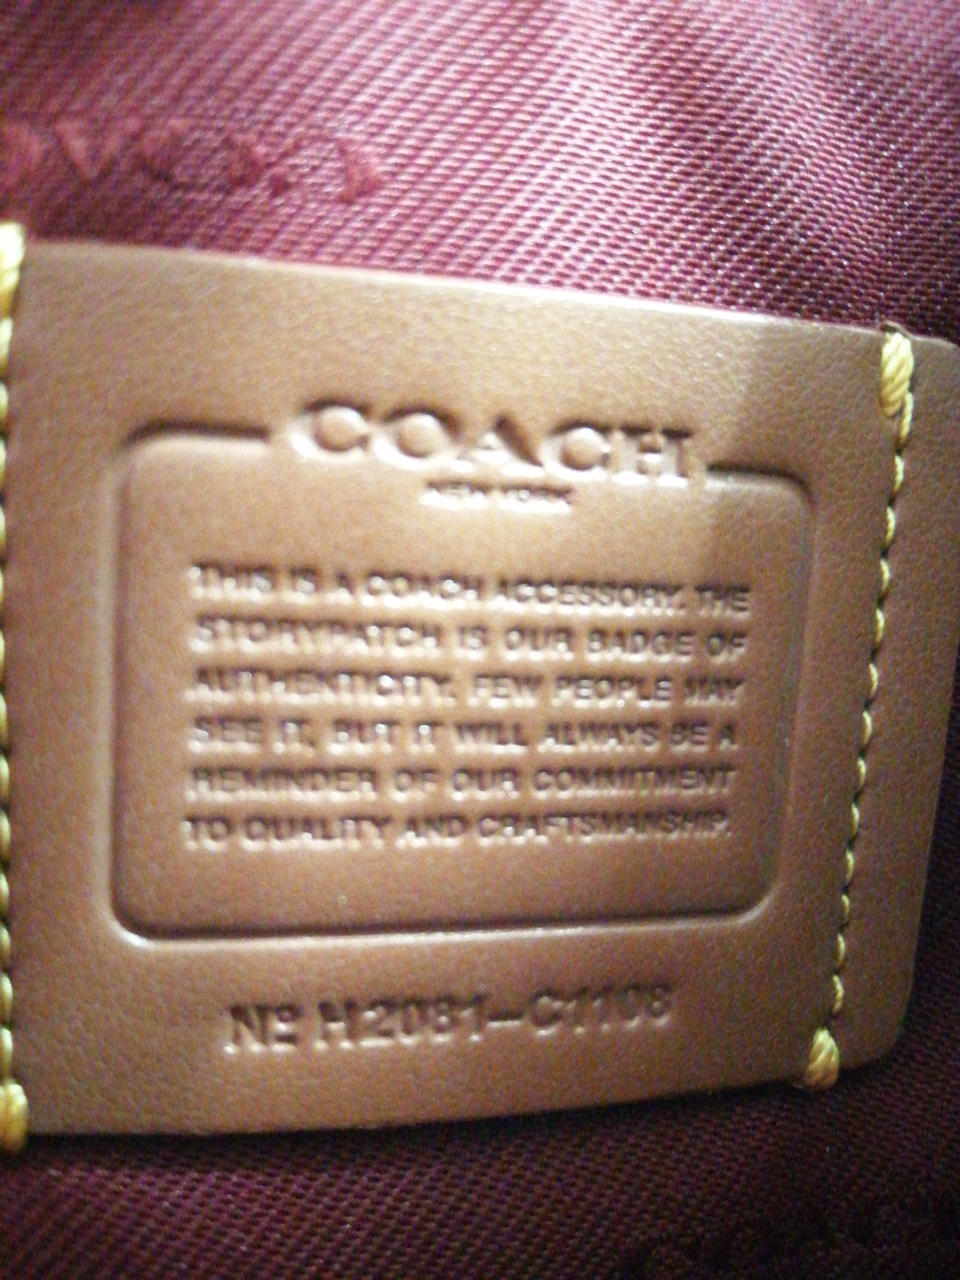 COACH
NEW YORK
THIS IS A COACH ACCESSORY. THE
STORYPATCH IS OUR BADGE OF
AUTHENTICITY. FEW PEOPLE MAY
SEE IT, BUT IT WILL ALWAYS BE A
REMINDER OF OUR COMMITMENT
TO QUALITY AND CRAFTSMANSHIP.
Nº H2081-C1108